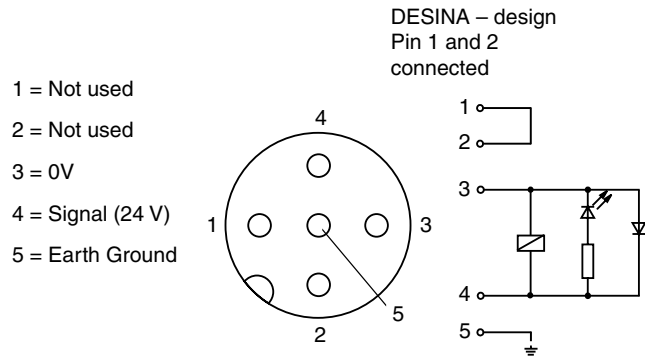 DESINA – design
Pin 1 and 2
connected
1 = Not used
2 = Not used
3 = 0V
4 = Signal (24 V)
5 = Earth Ground
4
1
3
5
2
1
2
3
4
5